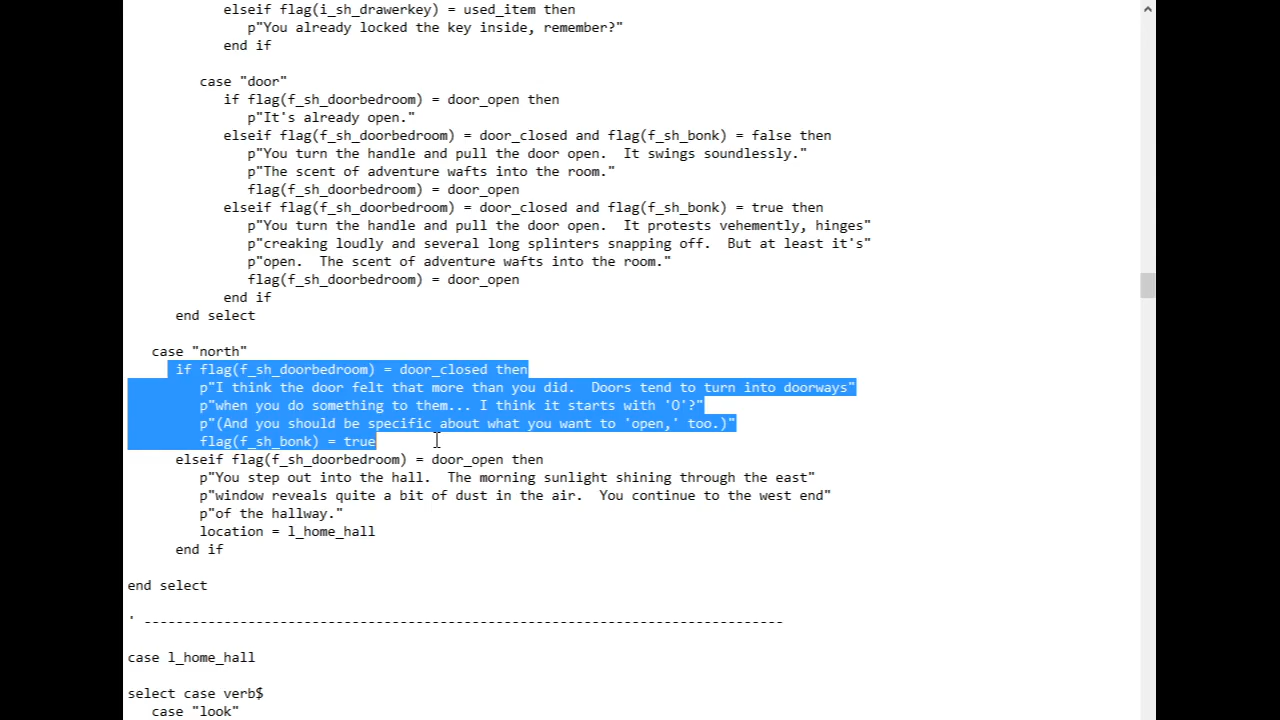 elseif flag(i_sh_drawerkey) = used_item then
p"You already locked the key inside, remember?"
end if
case "door"
if flag(f_sh_doorbedroom) = door_open then
p"It's already open."
elseif flag(f_sh_doorbedroom) = door_closed and flag(f_sh_bonk) = false then
p"You turn the handle and pull the door open.  It swings soundlessly."
p"The scent of adventure wafts into the room."
flag(f_sh_doorbedroom) = door_open
elseif flag(f_sh_doorbedroom) = door_closed and flag(f_sh_bonk) = true then
p"You turn the handle and pull the door open.  It protests vehemently, hinges"
p"creaking loudly and several long splinters snapping off.  But at least it's"
p"open.  The scent of adventure wafts into the room."
flag(f_sh_doorbedroom) = door_open
end if
end select
case "north"
if flag(f_sh_doorbedroom) = door_closed then
p"I think the door felt that more than you did.  Doors tend to turn into doorways"
p"when you do something to them... I think it starts with 'O'?"
p"(And you should be specific about what you want to 'open,' too.)"
flag(f_sh_bonk) = true
elseif flag(f_sh_doorbedroom) = door_open then
p"You step out into the hall.  The morning sunlight shining through the east"
p"window reveals quite a bit of dust in the air.  You continue to the west end"
p"of the hallway."
location = l_home_hall
end if
end select
' --------------------------------------------------------------------------------
case l_home_hall
select case verb$
case "look"